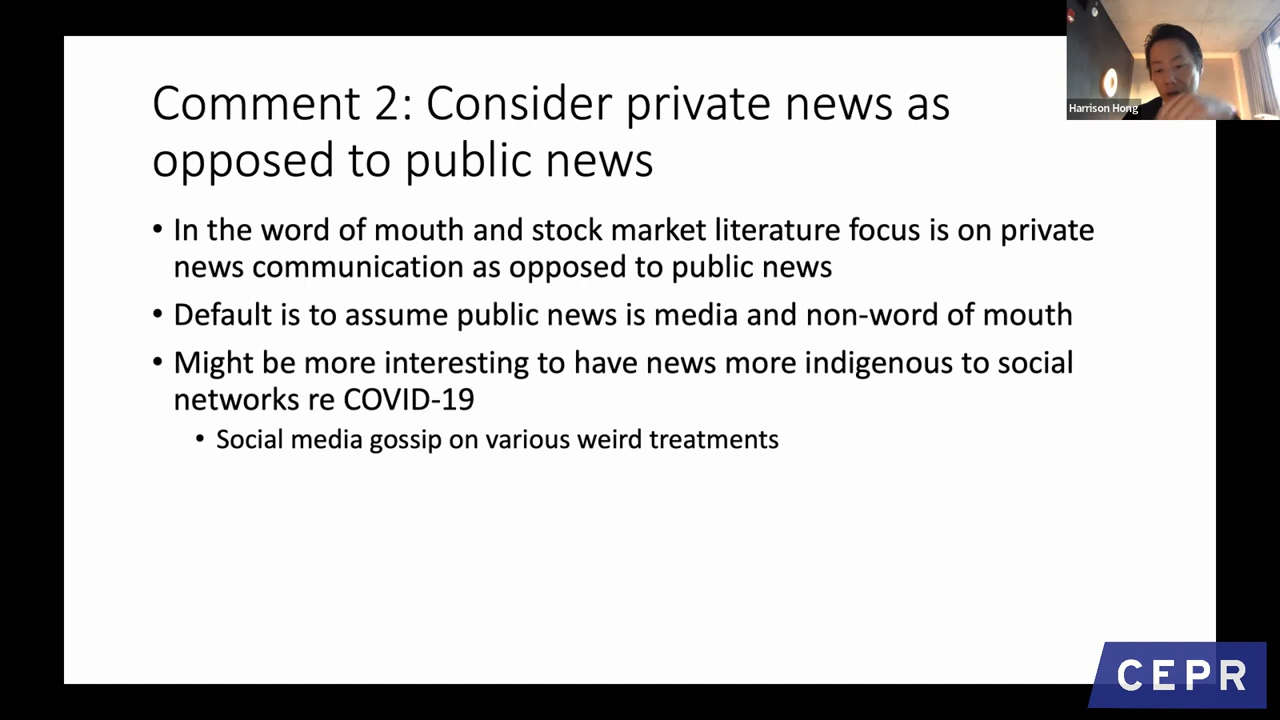 Comment 2: Consider private news as
opposed to public news
• In the word of mouth and stock market literature focus is on private
news communication as opposed to public news
• Default is to assume public news is media and non-word of mouth
• Might be more interesting to have news more indigenous to social
networks re COVID-19
• Social media gossip on various weird treatments
Harrison Hong
CEPR